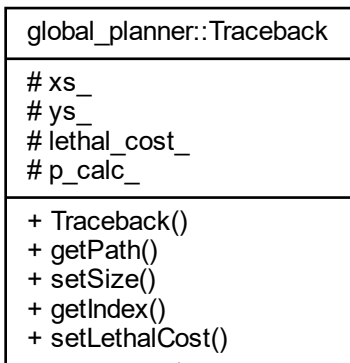 global_planner::Traceback
# xs_
# ys_
# lethal_cost_
# p_calc_
+ Traceback()
+ getPath()
+ setSize()
+ getIndex()
+ setLethalCost()